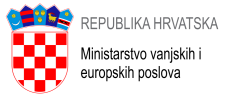 REPUBLIKA HRVATSKA
Ministarstvo vanjskih i
europskih poslova